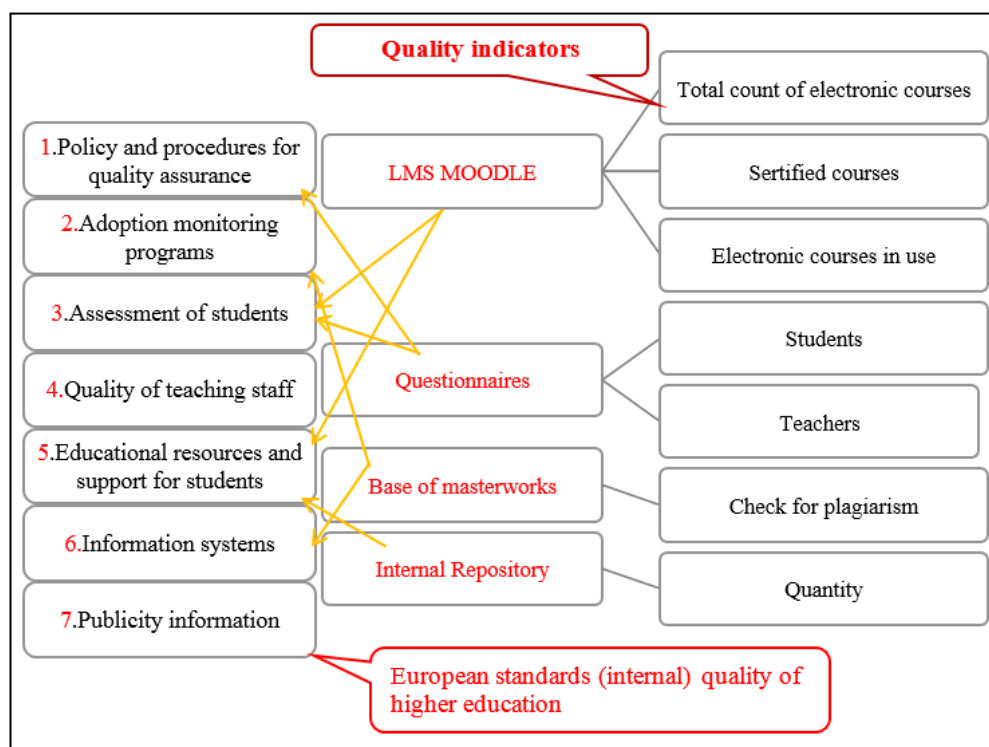 Quality indicators
1.Policy and procedures for
quality assurance
2.Adoption monitoring
programs
3.Assessment of students
4.Quality of teaching staff
5.Educational resources and
support for students
6.Information systems
7.Publicity information
LMS MOODLE
Questionnaires
Base of masterworks
Internal Repository
Total count of electronic courses
Sertified courses
Electronic courses in use
Students
Teachers
Check for plagiarism
Quantity
European standards (internal) quality of
higher education